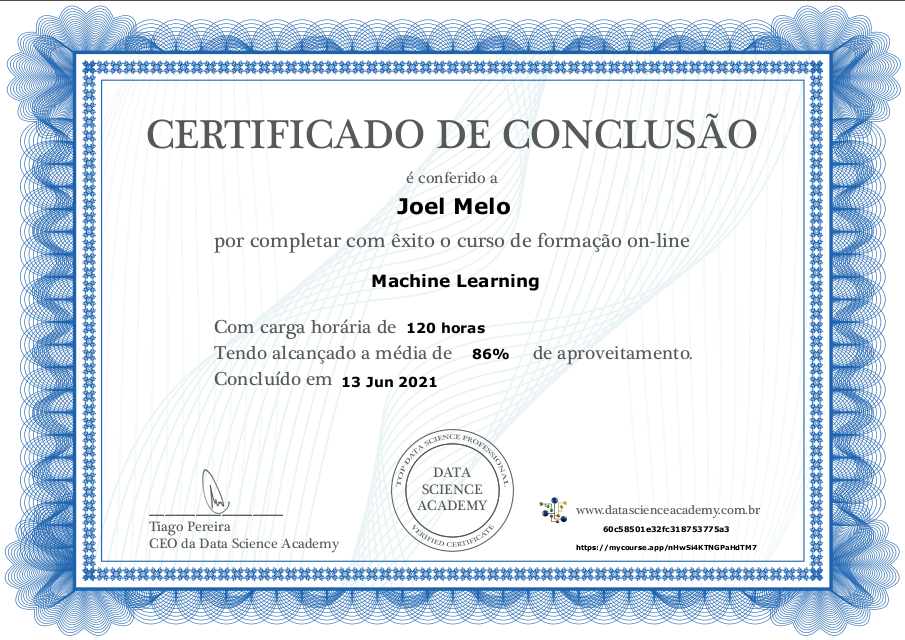 CERTIFICADO DE CONCLUSÃO
é conferido a
Joel Melo
por completar com êxito o curso de formação on-line
Machine Learning
Com carga horária de 120 horas
Tendo alcançado a média de 86% de aproveitamento.
Concluído em 13 Jun 2021
TOP DATA SCIENCE PROFESSIONAL
DATA
SCIENCE
ACADEMY
VERIFIED CERTIFICATE
Tiago Pereira
CEO da Data Science Academy
www.datascienceacademy.com.br
60c58501e32fc318753775a3
https://mycourse.app/nHwSi4KTNGPaHdTM7